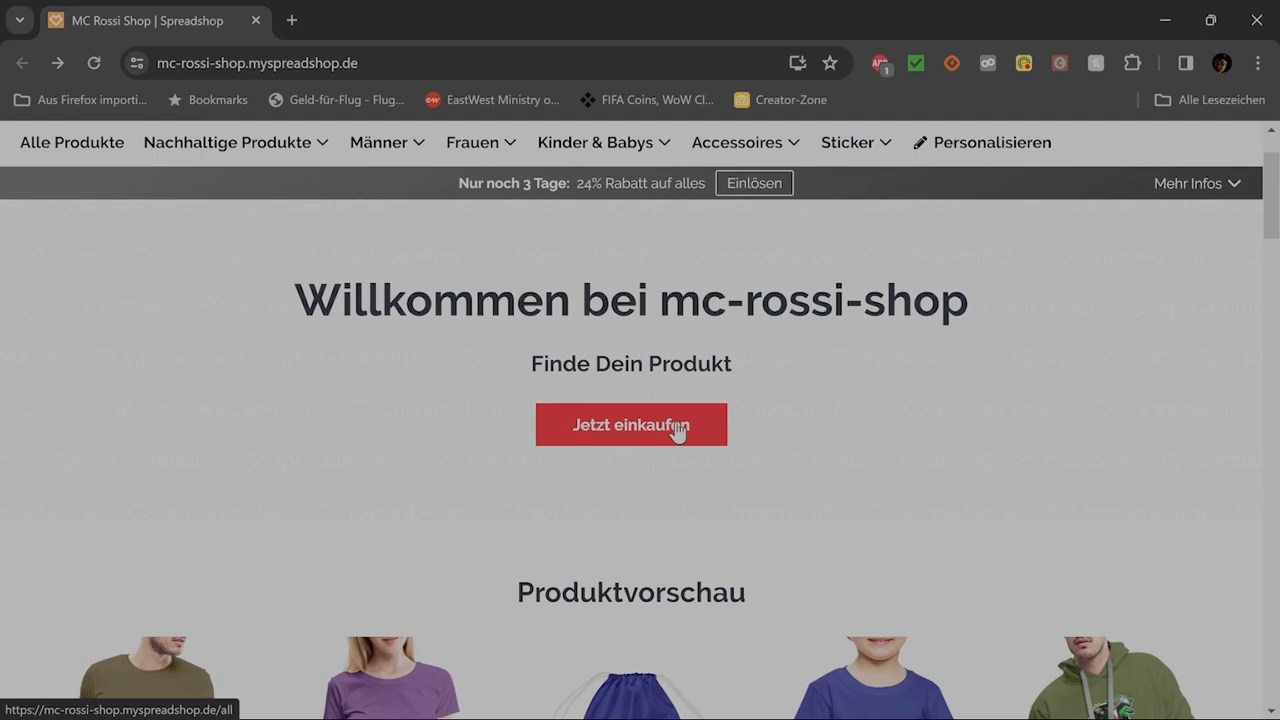 MC Rossi Shop | Spreadshop
mc-rossi-shop.myspreadshop.de
1
Aus Firefox importi...
Bookmarks
Geld-für-Flug - Flug...
EastWest Ministry o...
FIFA Coins, WoW Cl...
Creator-Zone
Alle Lesezeichen
Alle Produkte
Nachhaltige Produkte
Männer
Frauen
Kinder & Babys
Accessoires
Sticker
Personalisieren
Nur noch 3 Tage: 24% Rabatt auf alles
Einlösen
Mehr Infos
Willkommen bei mc-rossi-shop
Finde Dein Produkt
Jetzt einkaufen
Produktvorschau
https://mc-rossi-shop.myspreadshop.de/all